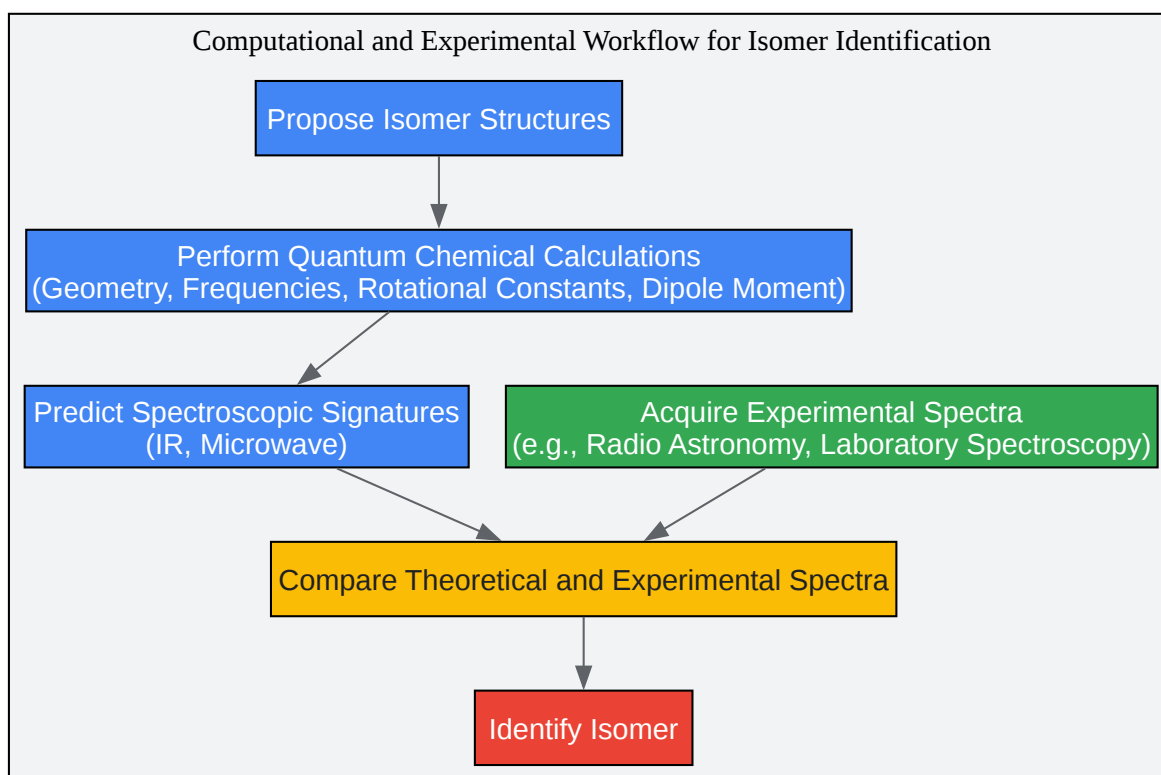 Computational and Experimental Workflow for Isomer Identification
Propose Isomer Structures
Perform Quantum Chemical Calculations
(Geometry, Frequencies, Rotational Constants, Dipole Moment)
Predict Spectroscopic Signatures
(IR, Microwave)
Acquire Experimental Spectra
(e.g., Radio Astronomy, Laboratory Spectroscopy)
Compare Theoretical and Experimental Spectra
Identify Isomer